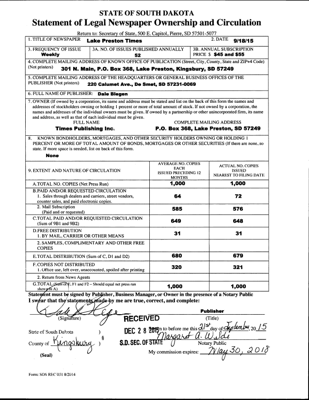 STATE OF SOUTH DAKOTA
Statement of Legal Newspaper Ownership and Circulation
Return to: Secretary of State, 500 E. Capitol, Pierre, SD 57501-5077
1. TITLE OF NEWSPAPER Lake Preston Times 2. DATE 9/18/15
3. FREQUENCY OF ISSUE Weekly 3A. NO. OF ISSUES PUBLISHED ANNUALLY 52 3B. ANNUAL SUBSCRIPTION PRICE $ $45 and $55
4. COMPLETE MAILING ADDRESS OF KNOWN OFFICE OF PUBLICATION (Street, City, County, State and ZIP+4 Code)
(Not printers) 301 N. Main, P.O. Box 368, Lake Preston, Kingsbury, SD 57249
5. COMPLETE MAILING ADDRESS OF THE HEADQUARTERS OR GENERAL BUSINESS OFFICES OF THE
PUBLISHER (Not printer) 220 Calumet Ave., De Smet, SD 57231-0069
6. FULL NAME OF PUBLISHER: Dale Blegen
7. OWNER (If owned by a corporation, its name and address must be stated and list on the back of this form the names and
addresses of stockholders owning or holding 1 percent or more of total amount of stock. If not owned by a corporation, the
names and addresses of the individual owners must be given. If owned by a partnership or other unincorporated firm, its name
and address, as well as that of each individual must be given.
FULL NAME COMPLETE MAILING ADDRESS
Times Publishing Inc. P.O. Box 368, Lake Preston, SD 57249
8. KNOWN BONDHOLDERS, MORTGAGES, AND OTHER SECURITY HOLDERS OWNING OR HOLDING 1
PERCENT OR MORE OF TOTAL AMOUNT OF BONDS, MORTGAGES OR OTHER SECURITIES (If there are none, so
state. If more space is needed, list on back of this form.
None
9. EXTENT AND NATURE OF CIRCULATION AVERAGE NO. COPIES EACH ISSUED PRECEDING 12 MONTHS ACTUAL NO. COPIES ISSUED NEAREST TO FILING DATE
A. TOTAL NO. COPIES (Net Press Run) 1,000 1,000
B. PAID AND/OR REQUESTED CIRCULATION
1. Sales through dealers and carriers, street vendors, counter sales, and paid electronic copies. 64 72
2. Mail Subscription (Paid and or requested) 585 576
C. TOTAL PAID AND/OR REQUESTED CIRCULATION (Sum of 9B1 and 9B2) 649 648
D. FREE DISTRIBUTION
1. BY MAIL, CARRIER OR OTHER MEANS 31 31
2. SAMPLES, COMPLIMENTARY AND OTHER FREE COPIES
E. TOTAL DISTRIBUTION (Sum of C, D1 and D2) 680 679
F. COPIES NOT DISTRIBUTED
1. Office use, left over, unaccounted, spoiled after printing 320 321
2. Return from News Agents
G. TOTAL (Sum of E, F1 and F2 – Should equal net press run shown in A) 1,000 1,000
Statement must be signed by Publisher, Business Manager, or Owner in the presence of a Notary Public
I swear that the statements made by me are true, correct, and complete:
Publisher
(Signature) (Title)
RECEIVED
DEC 28
S.D. SEC. OF STATE
State of South Dakota )
County of Kingsbury )
(Seal)
to before me this 21st day of September 20 15
Notary Public
My commission expires: May 30, 2018